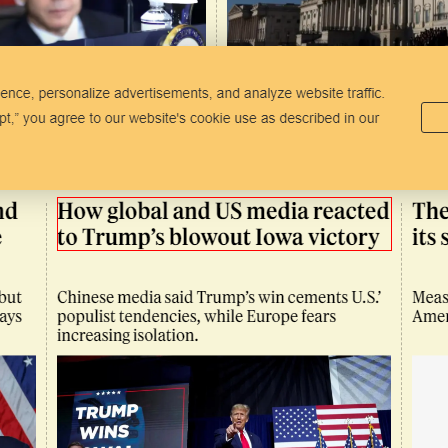 ence, personalize advertisements, and analyze website traffic.
pt,” you agree to our website's cookie use as described in our
nd
e
How global and US media reacted
to Trump’s blowout Iowa victory
The
its s
but
ays
Chinese media said Trump’s win cements U.S.’
populist tendencies, while Europe fears
increasing isolation.
Meas
Amer
TRUMP
WINS